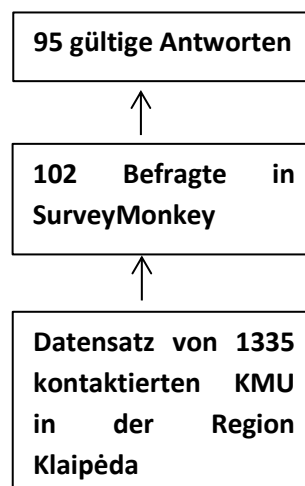 95 gültige Antworten
102 Befragte in
SurveyMonkey
Datensatz von 1335
kontaktierten KMU
in der Region
Klaipėda